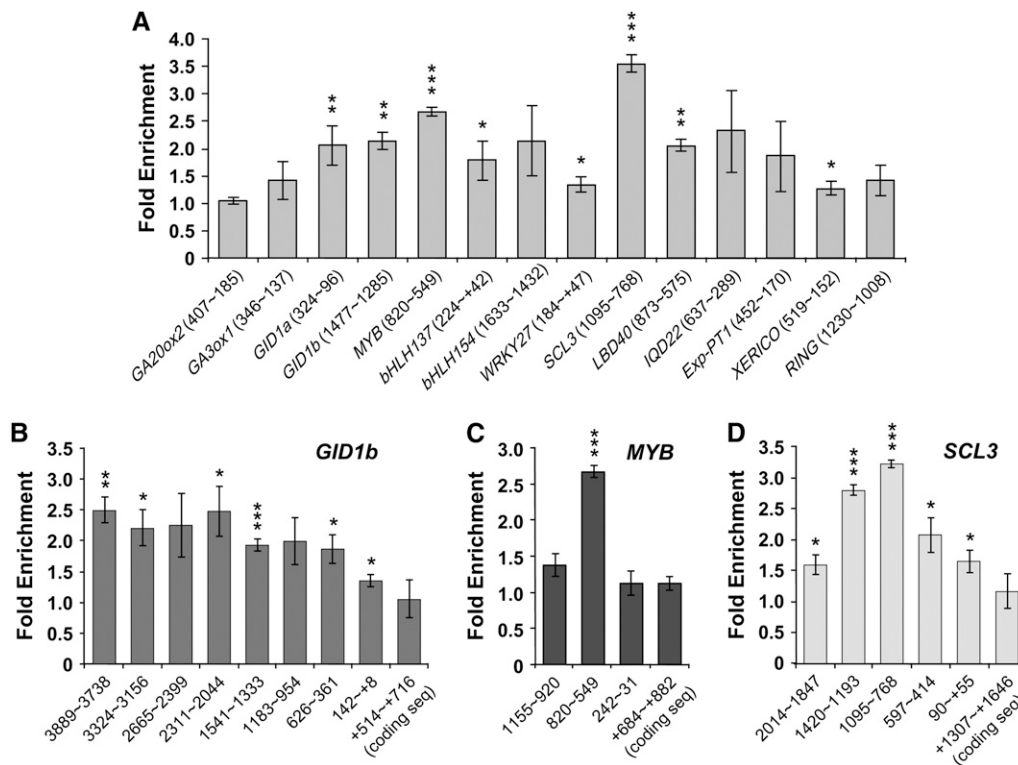 A
Fold Enrichment
4.0
3.5
3.0
2.5
2.0
1.5
1.0
0.5
0
** ** *** * * *** ** *
GA20ox2 (407~185)
GA3ox1 (346~137)
GID1a (324~96)
GID1b (1477~1285)
MYB (820~549)
bHLH137 (224~+42)
bHLH154 (1633~1432)
WRKY27 (184~+47)
SCL3 (1095~768)
LBD40 (873~575)
IQD22 (637~289)
Exp-PT1 (452~170)
XERICO (519~152)
RING (1230~1008)
B
GID1b
Fold Enrichment
3.5
3.0
2.5
2.0
1.5
1.0
0.5
0
** * * *** * *
3889~3738
3324~3156
2665~2399
2311~2044
1541~1333
1183~954
626~361
142~+8
+514~+716
(coding seq)
C
MYB
Fold Enrichment
3.0
2.5
2.0
1.5
1.0
0.5
0
***
1155~920
820~549
242~31
+684~+882
(coding seq)
D
SCL3
Fold Enrichment
3.5
3.0
2.5
2.0
1.5
1.0
0.5
0
* *** *** * *
2014~1847
1420~1193
1095~768
597~414
90~+55
+1307~+1646
(coding seq)